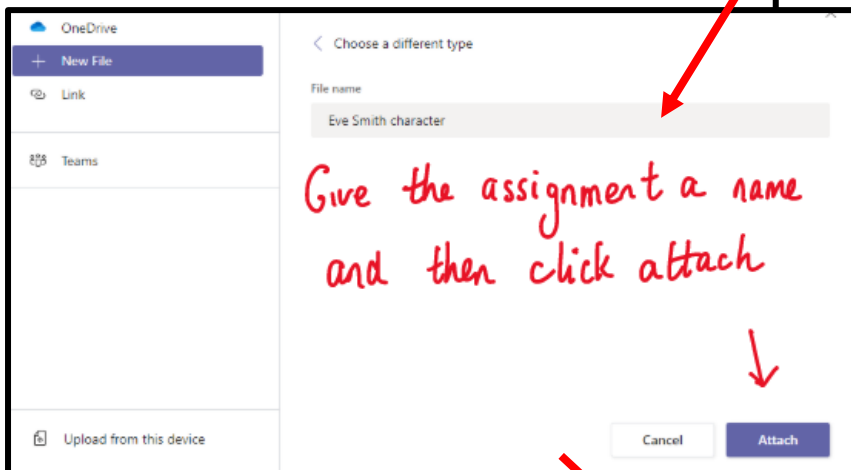 OneDrive
New File
Link
Teams
Upload from this device
Choose a different type
File name
Eve Smith character
Give the assignment a name
and then click attach
Cancel
Attach